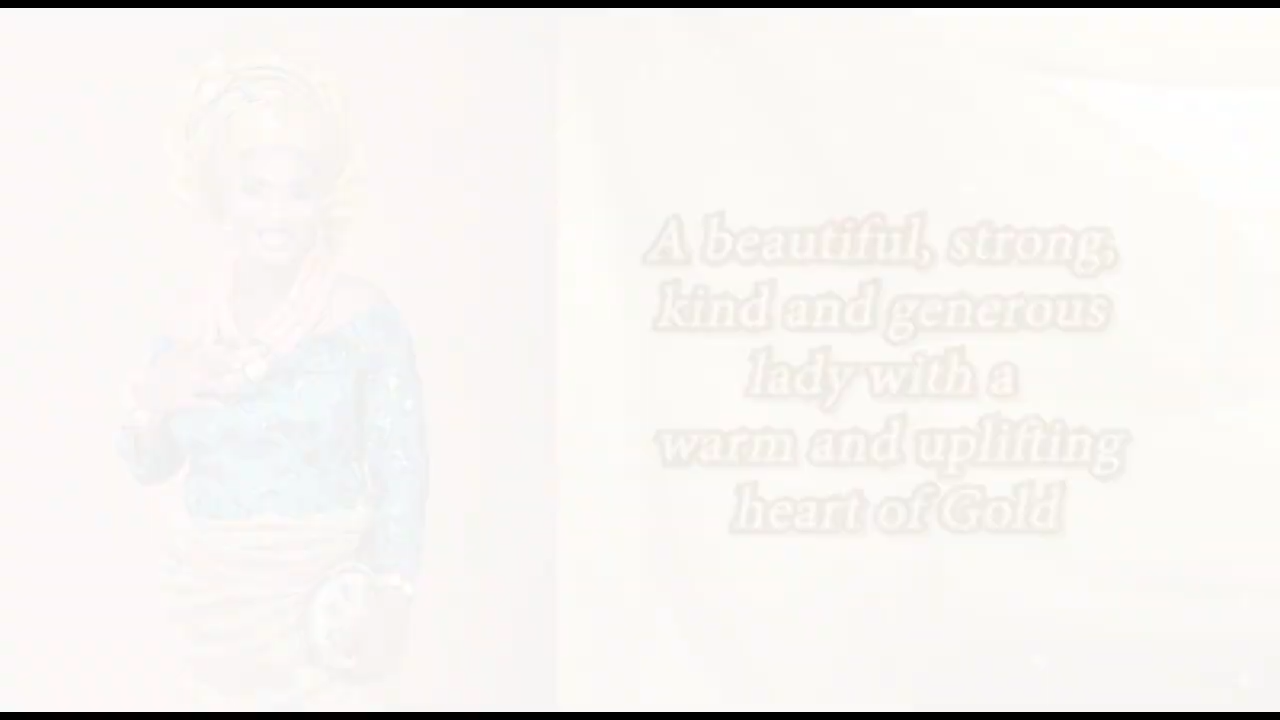 A beautiful, strong,
kind and generous
lady with a
warm and uplifting
heart of Gold